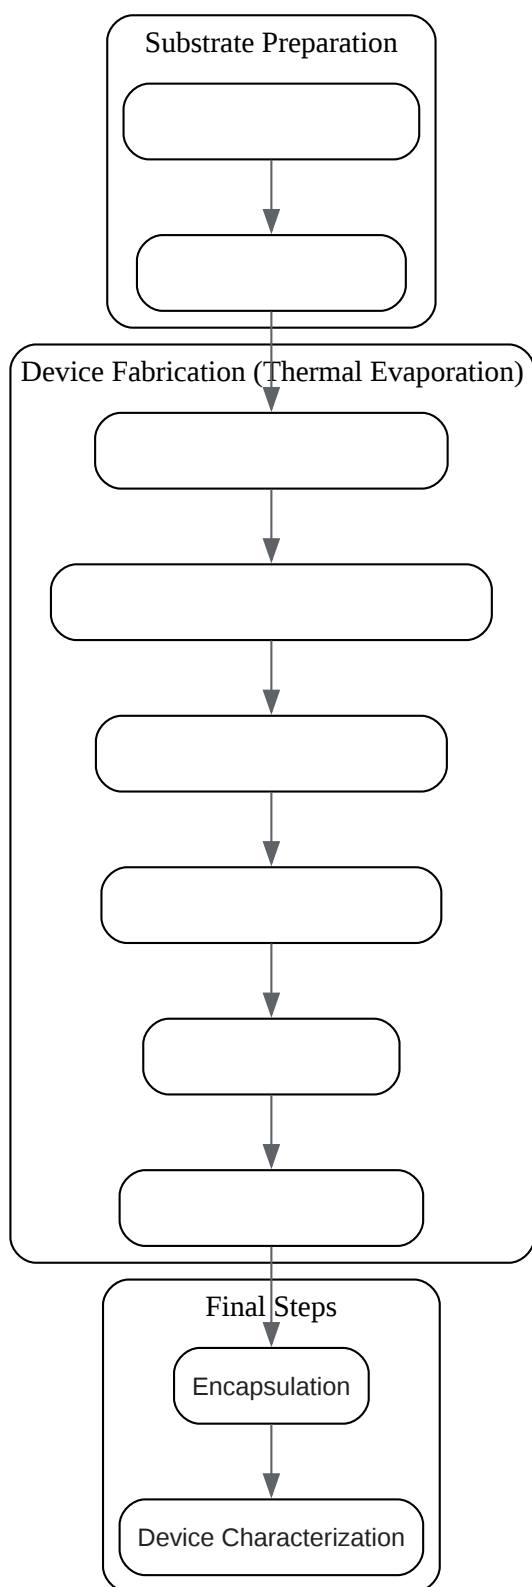 Substrate Preparation
Device Fabrication (Thermal Evaporation)
Final Steps
Encapsulation
Device Characterization